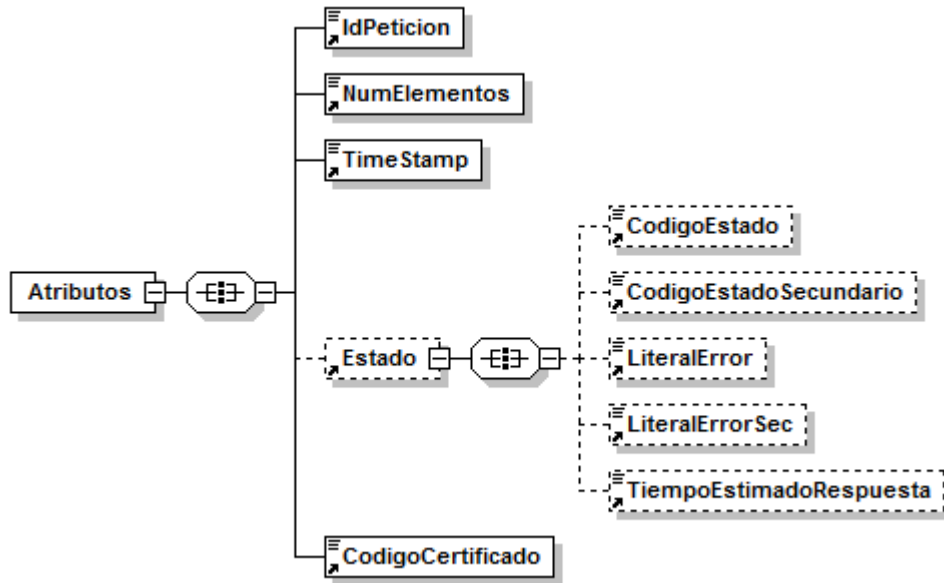 IdPeticion
NumElementos
TimeStamp
CodigoEstado
CodigoEstadoSecundario
Atributos
Estado
LiteralError
LiteralErrorSec
TiempoEstimadoRespuesta
CodigoCertificado